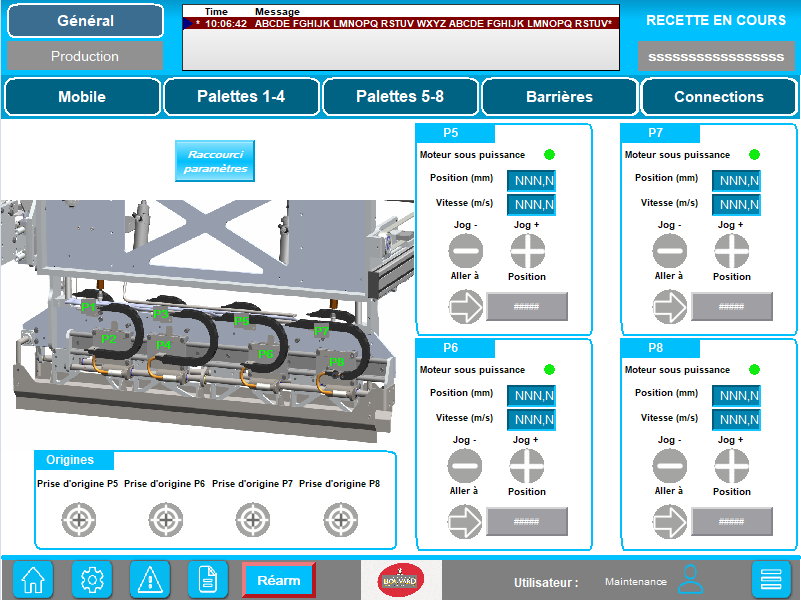 Général
Production
Time Message
* 10:06:42 ABCDE FGHIJK LMNOPQ RSTUV WXYZ ABCDE FGHIJK LMNOPQ RSTUV*
RECETTE EN COURS
sssssssssssssssss
Mobile
Palettes 1-4
Palettes 5-8
Barrières
Connections
Raccourci
paramètres
P1
P2
P3
P4
P5
P6
P7
P8
Origines
Prise d'origine P5 Prise d'origine P6 Prise d'origine P7 Prise d'origine P8
P5
Moteur sous puissance
Position (mm) NNN,N
Vitesse (m/s) NNN,N
Jog - Jog +
Aller à Position
#####
P7
Moteur sous puissance
Position (mm) NNN,N
Vitesse (m/s) NNN,N
Jog - Jog +
Aller à Position
#####
P6
Moteur sous puissance
Position (mm) NNN,N
Vitesse (m/s) NNN,N
Jog - Jog +
Aller à Position
#####
P8
Moteur sous puissance
Position (mm) NNN,N
Vitesse (m/s) NNN,N
Jog - Jog +
Aller à Position
#####
Réarm
BOUVARD
Utilisateur : Maintenance